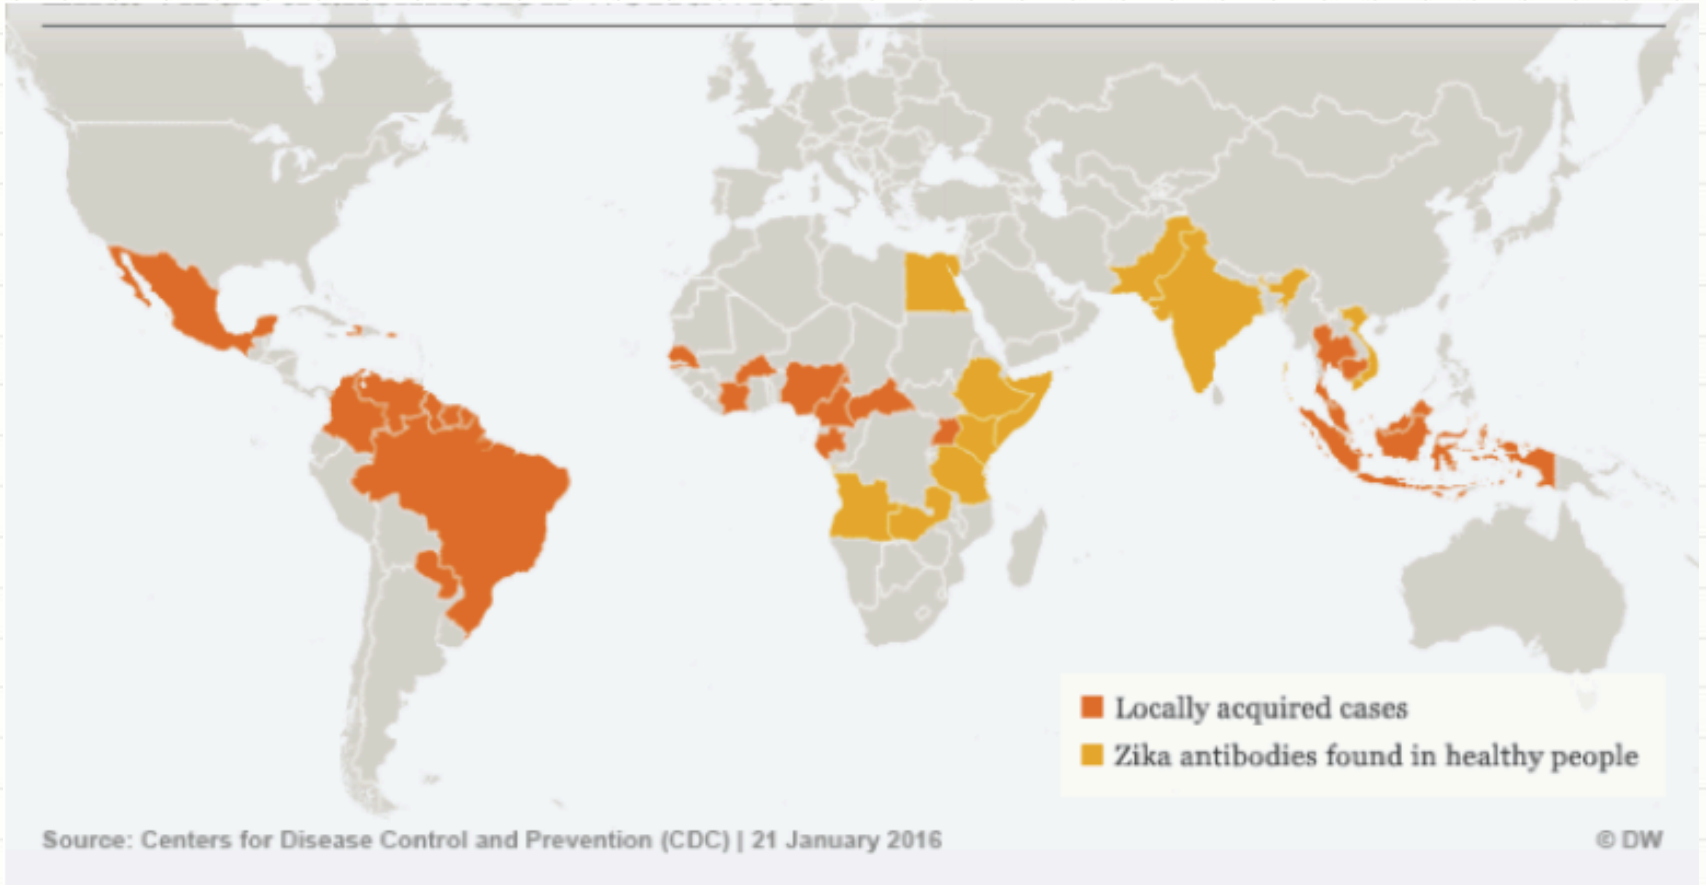 Locally acquired cases
Zika antibodies found in healthy people
Source: Centers for Disease Control and Prevention (CDC) | 21 January 2016
© DW